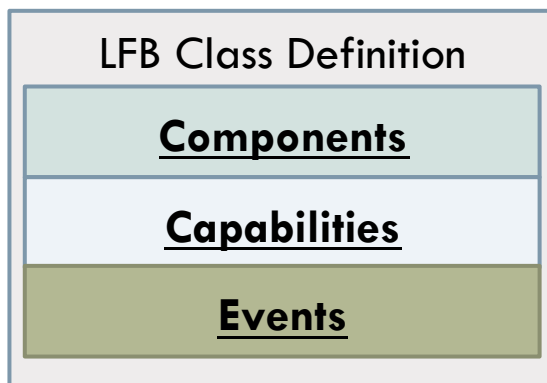 LFB Class Definition
Components
Capabilities
Events